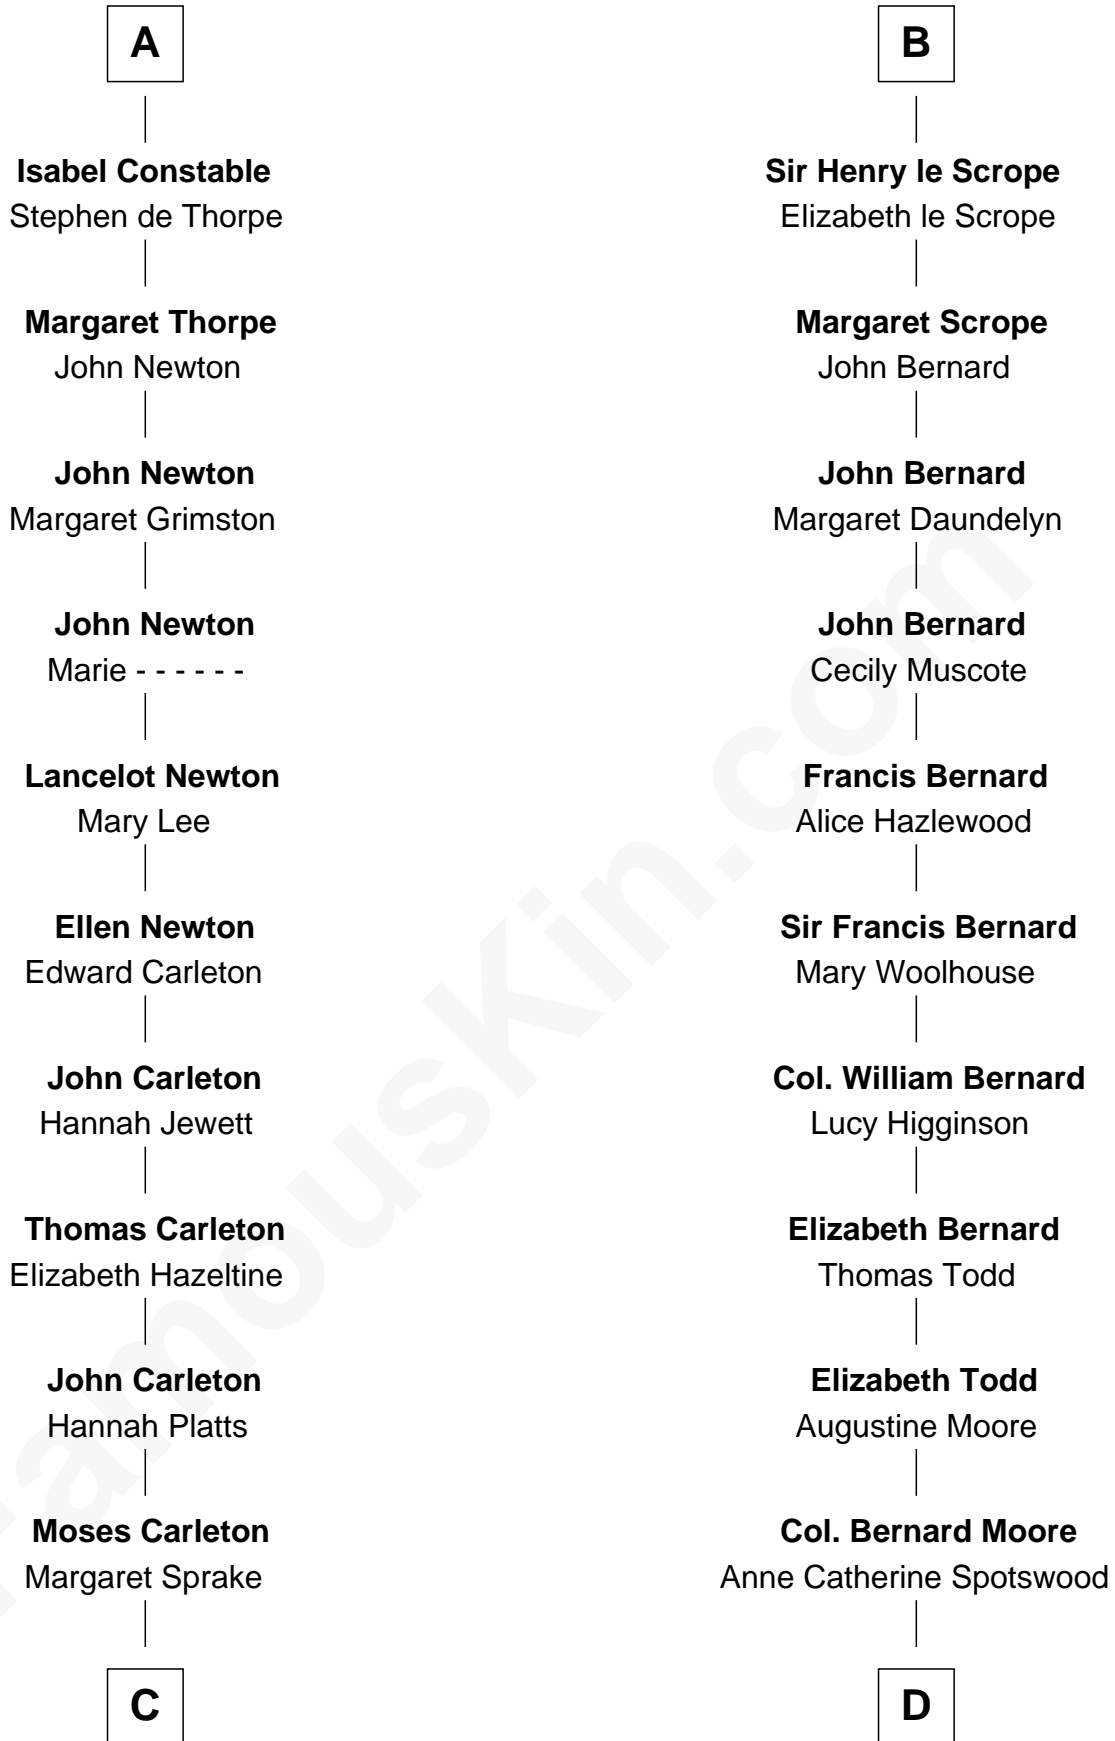 A
Isabel Constable
Stephen de Thorpe
Margaret Thorpe
John Newton
John Newton
Margaret Grimston
John Newton
Marie - - - - - -
Lancelot Newton
Mary Lee
Ellen Newton
Edward Carleton
John Carleton
Hannah Jewett
Thomas Carleton
Elizabeth Hazeltine
John Carleton
Hannah Platts
Moses Carleton
Margaret Sprake
C
B
Sir Henry le Scrope
Elizabeth le Scrope
Margaret Scrope
John Bernard
John Bernard
Margaret Daundelyn
John Bernard
Cecily Muscote
Francis Bernard
Alice Hazlewood
Sir Francis Bernard
Mary Woolhouse
Col. William Bernard
Lucy Higginson
Elizabeth Bernard
Thomas Todd
Elizabeth Todd
Augustine Moore
Col. Bernard Moore
Anne Catherine Spotswood
D
FamousKin.com